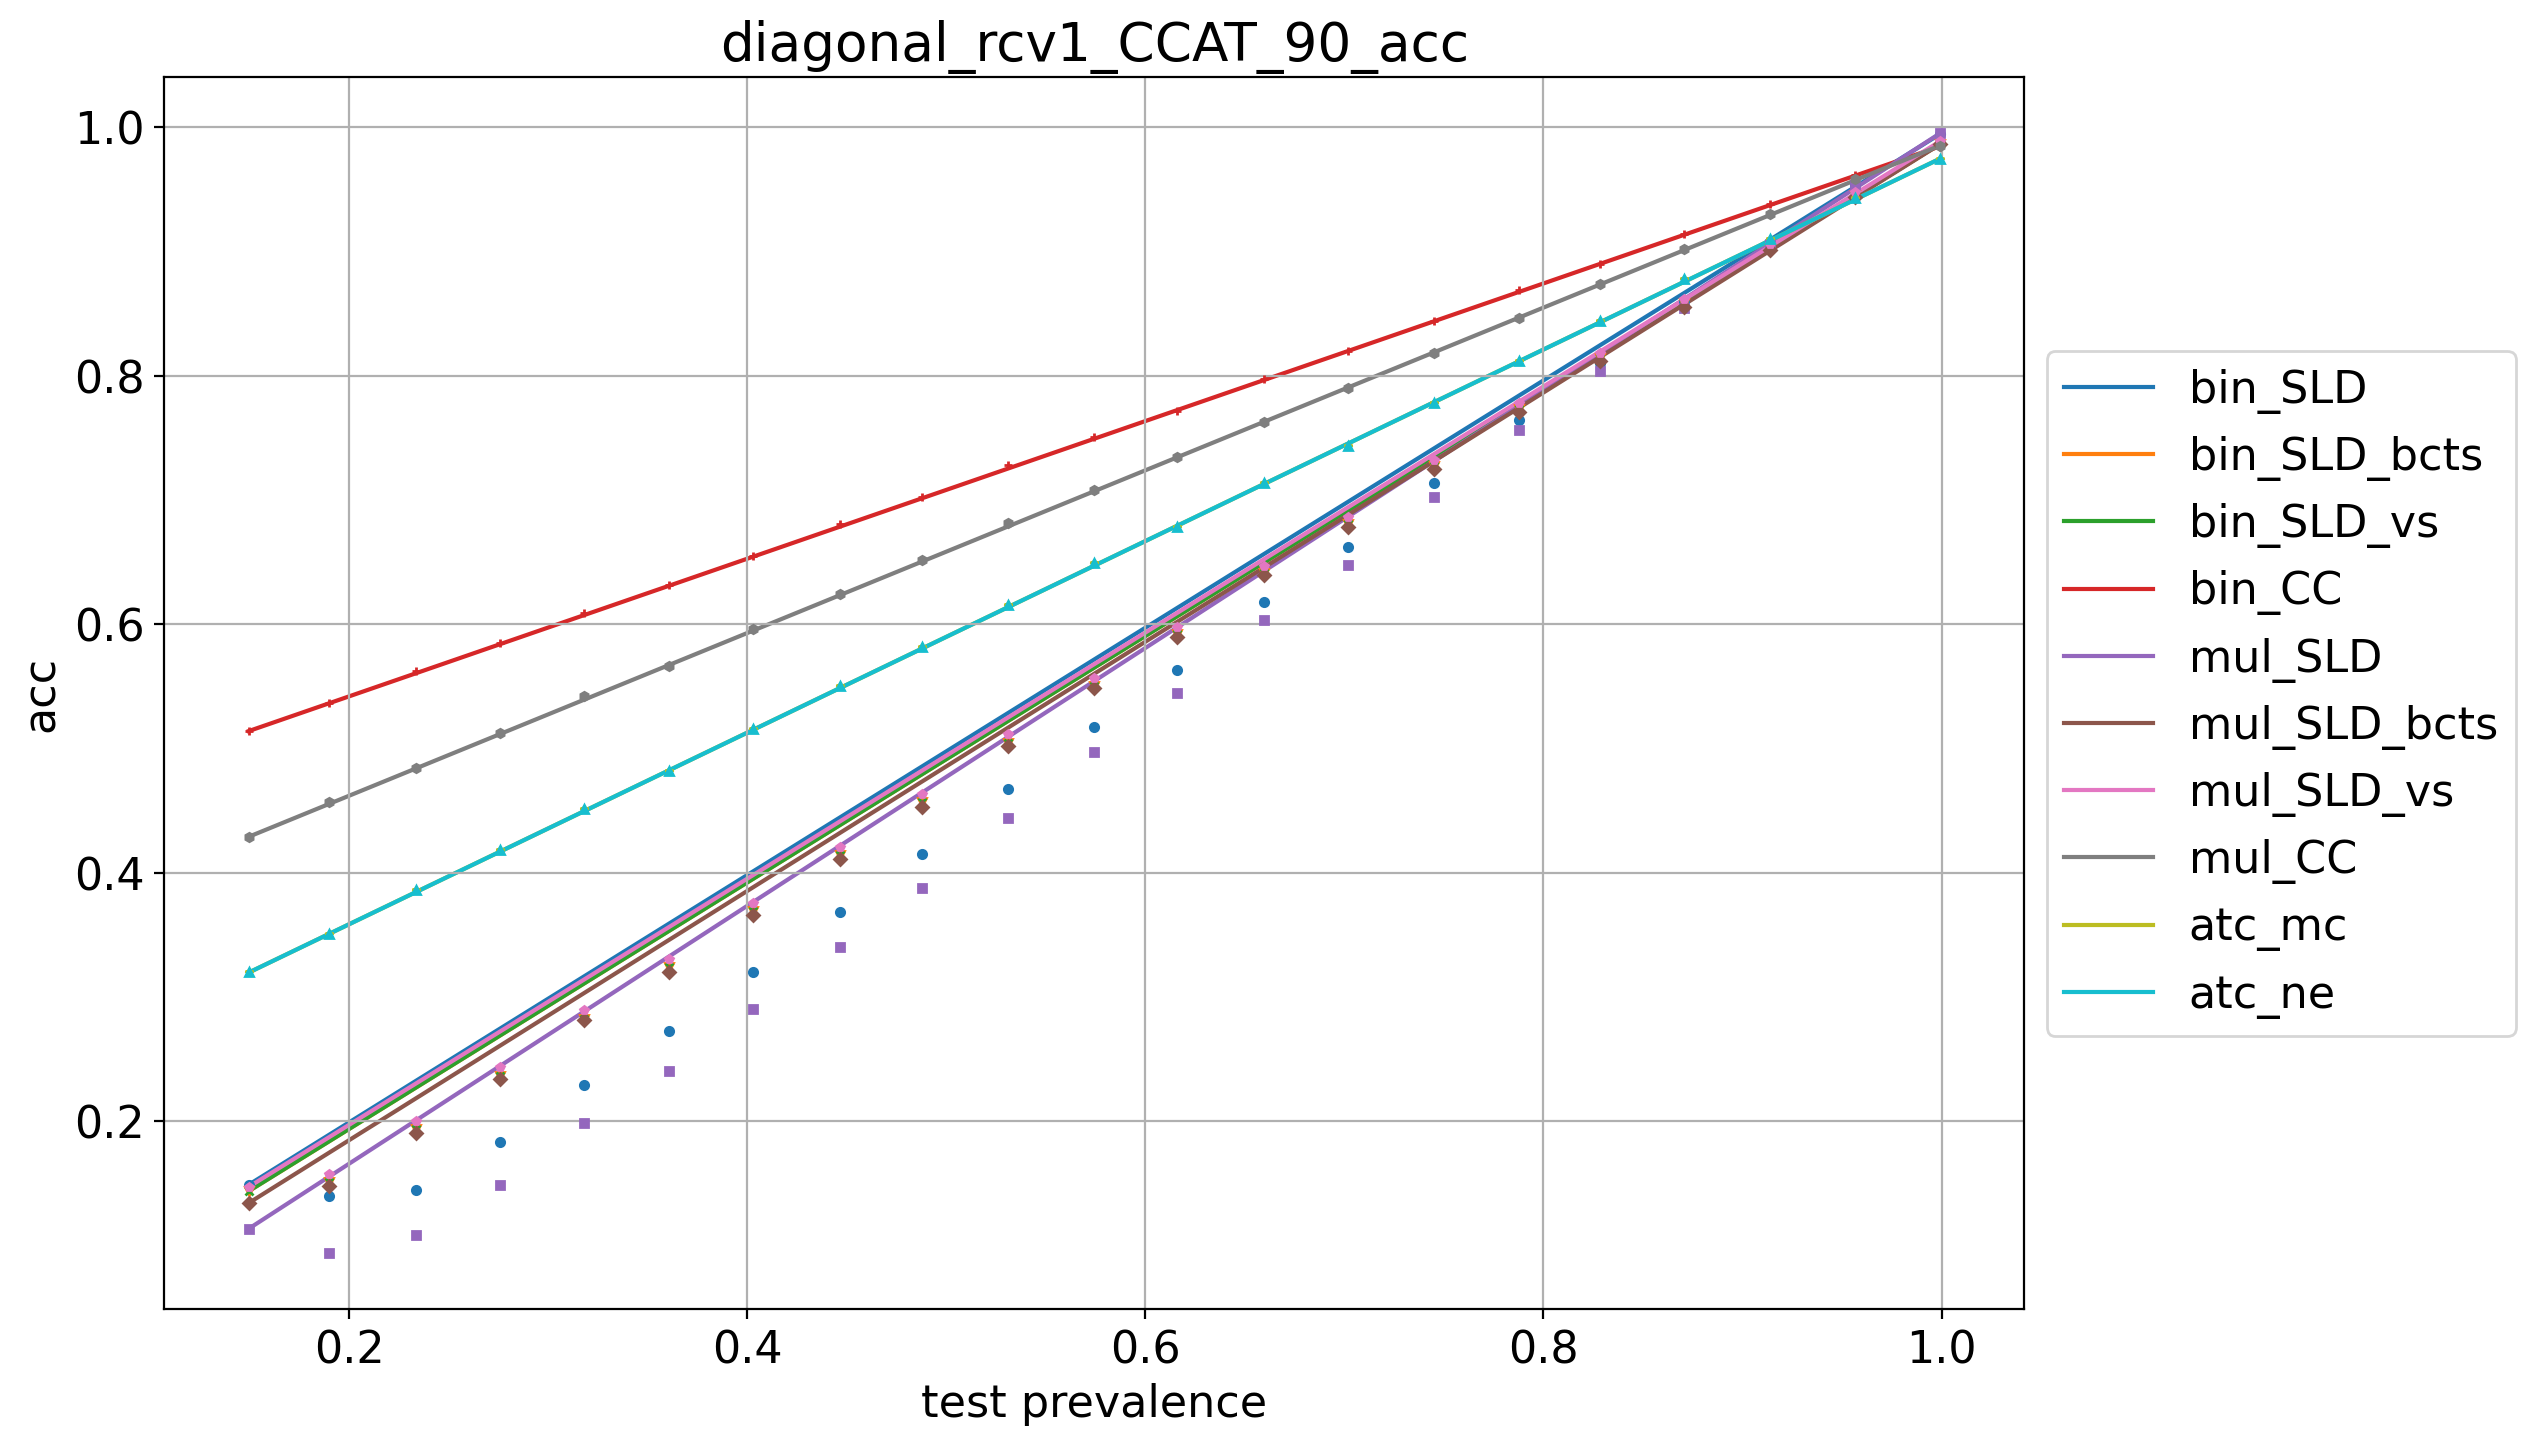 diagonal_rcv1_CCAT_90_acc
1.0
0.8
0.6
0.4
0.2
acc
0.2 0.4 0.6 0.8 1.0
test prevalence
bin_SLD
bin_SLD_bcts
bin_SLD_vs
bin_CC
mul_SLD
mul_SLD_bcts
mul_SLD_vs
mul_CC
atc_mc
atc_ne